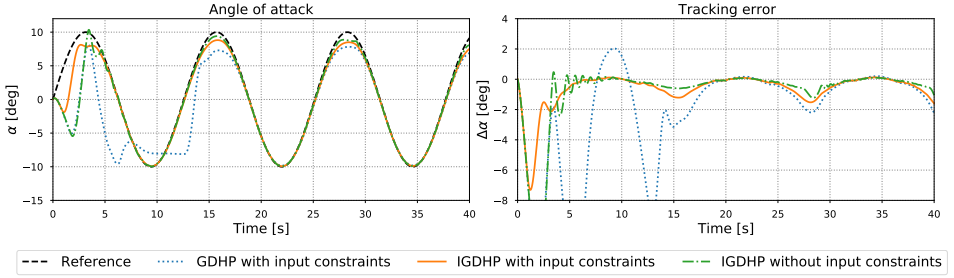 Angle of attack
10
5
0
−5
−10
−15
α [deg]
0 5 10 15 20 25 30 35 40
Time [s]
Tracking error
4
2
0
−2
−4
−6
−8
Δα [deg]
0 5 10 15 20 25 30 35 40
Time [s]
Reference GDHP with input constraints IGDHP with input constraints IGDHP without input constraints